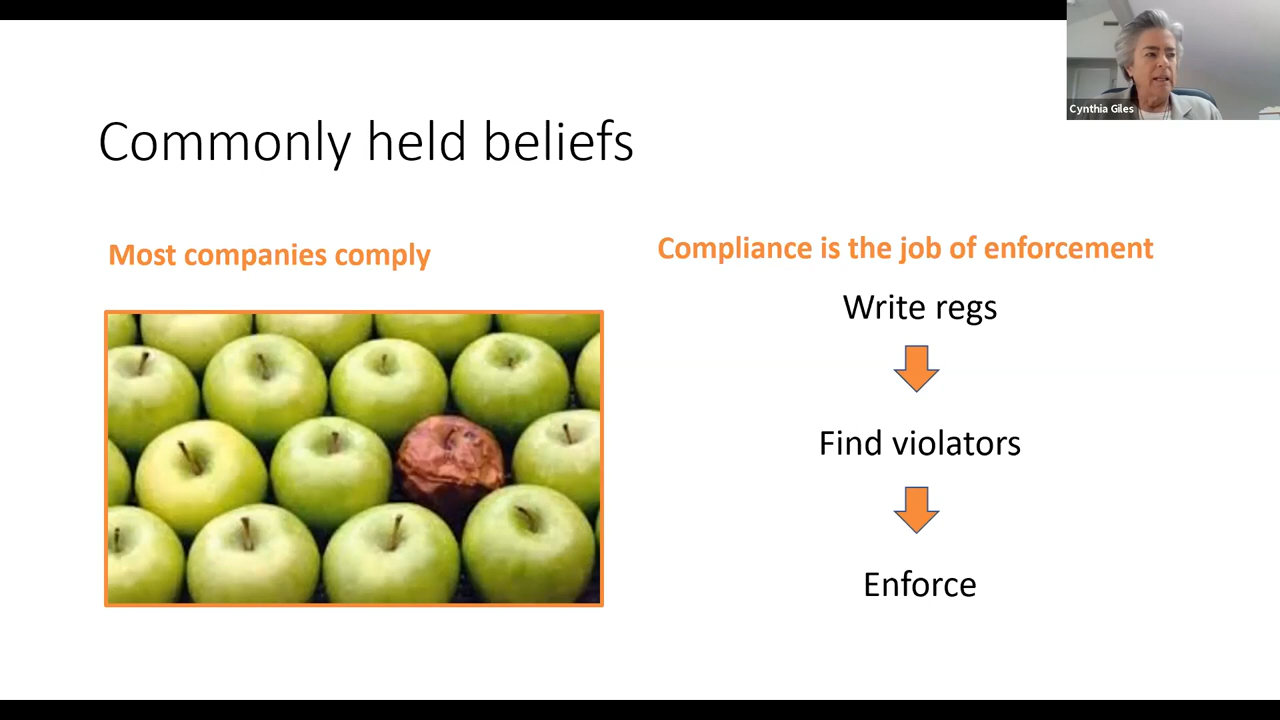 Cynthia Giles
Commonly held beliefs
Most companies comply
Compliance is the job of enforcement
Write regs
Find violators
Enforce